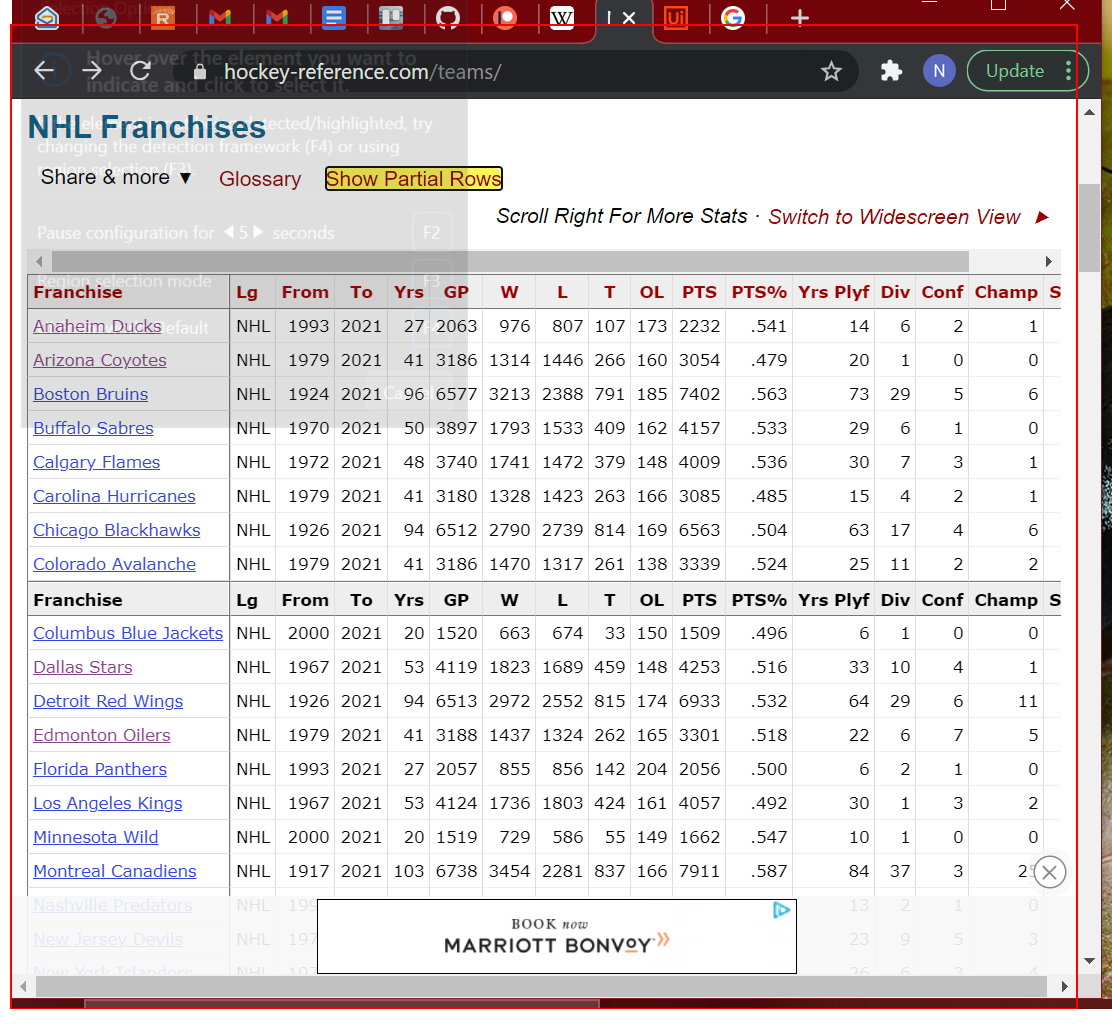 Hover over the element you want to
indicate and click to select it.
hockey-reference.com/teams/
N
Update
NHL Franchises
changing the detection framework (F4) or using
Share & more ▼ Glossary Show Partial Rows
Scroll Right For More Stats · Switch to Widescreen View ►
Pause configuration for 5 seconds F2
Region selection mode F3
Franchise Lg From To Yrs GP W L T OL PTS PTS% Yrs Plyf Div Conf Champ S
Anaheim Ducks NHL 1993 2021 27 2063 976 807 107 173 2232 .541 14 6 2 1
Arizona Coyotes NHL 1979 2021 41 3186 1314 1446 266 160 3054 .479 20 1 0 0
Boston Bruins NHL 1924 2021 96 6577 3213 2388 791 185 7402 .563 73 29 5 6
Buffalo Sabres NHL 1970 2021 50 3897 1793 1533 409 162 4157 .533 29 6 1 0
Calgary Flames NHL 1972 2021 48 3740 1741 1472 379 148 4009 .536 30 7 3 1
Carolina Hurricanes NHL 1979 2021 41 3180 1328 1423 263 166 3085 .485 15 4 2 1
Chicago Blackhawks NHL 1926 2021 94 6512 2790 2739 814 169 6563 .504 63 17 4 6
Colorado Avalanche NHL 1979 2021 41 3186 1470 1317 261 138 3339 .524 25 11 2 2
Franchise Lg From To Yrs GP W L T OL PTS PTS% Yrs Plyf Div Conf Champ S
Columbus Blue Jackets NHL 2000 2021 20 1520 663 674 33 150 1509 .496 6 1 0 0
Dallas Stars NHL 1967 2021 53 4119 1823 1689 459 148 4253 .516 33 10 4 1
Detroit Red Wings NHL 1926 2021 94 6513 2972 2552 815 174 6933 .532 64 29 6 11
Edmonton Oilers NHL 1979 2021 41 3188 1437 1324 262 165 3301 .518 22 6 7 5
Florida Panthers NHL 1993 2021 27 2057 855 856 142 204 2056 .500 6 2 1 0
Los Angeles Kings NHL 1967 2021 53 4124 1736 1803 424 161 4057 .492 30 1 3 2
Minnesota Wild NHL 2000 2021 20 1519 729 586 55 149 1662 .547 10 1 0 0
Montreal Canadiens NHL 1917 2021 103 6738 3454 2281 837 166 7911 .587 84 37 3
Nashville Predators NHL 13 2 1 0
New Jersey Devils NHL 23 9 5 3
New York Islanders NHL 26 6 3 4
BOOK now
MARRIOTT BONVOY